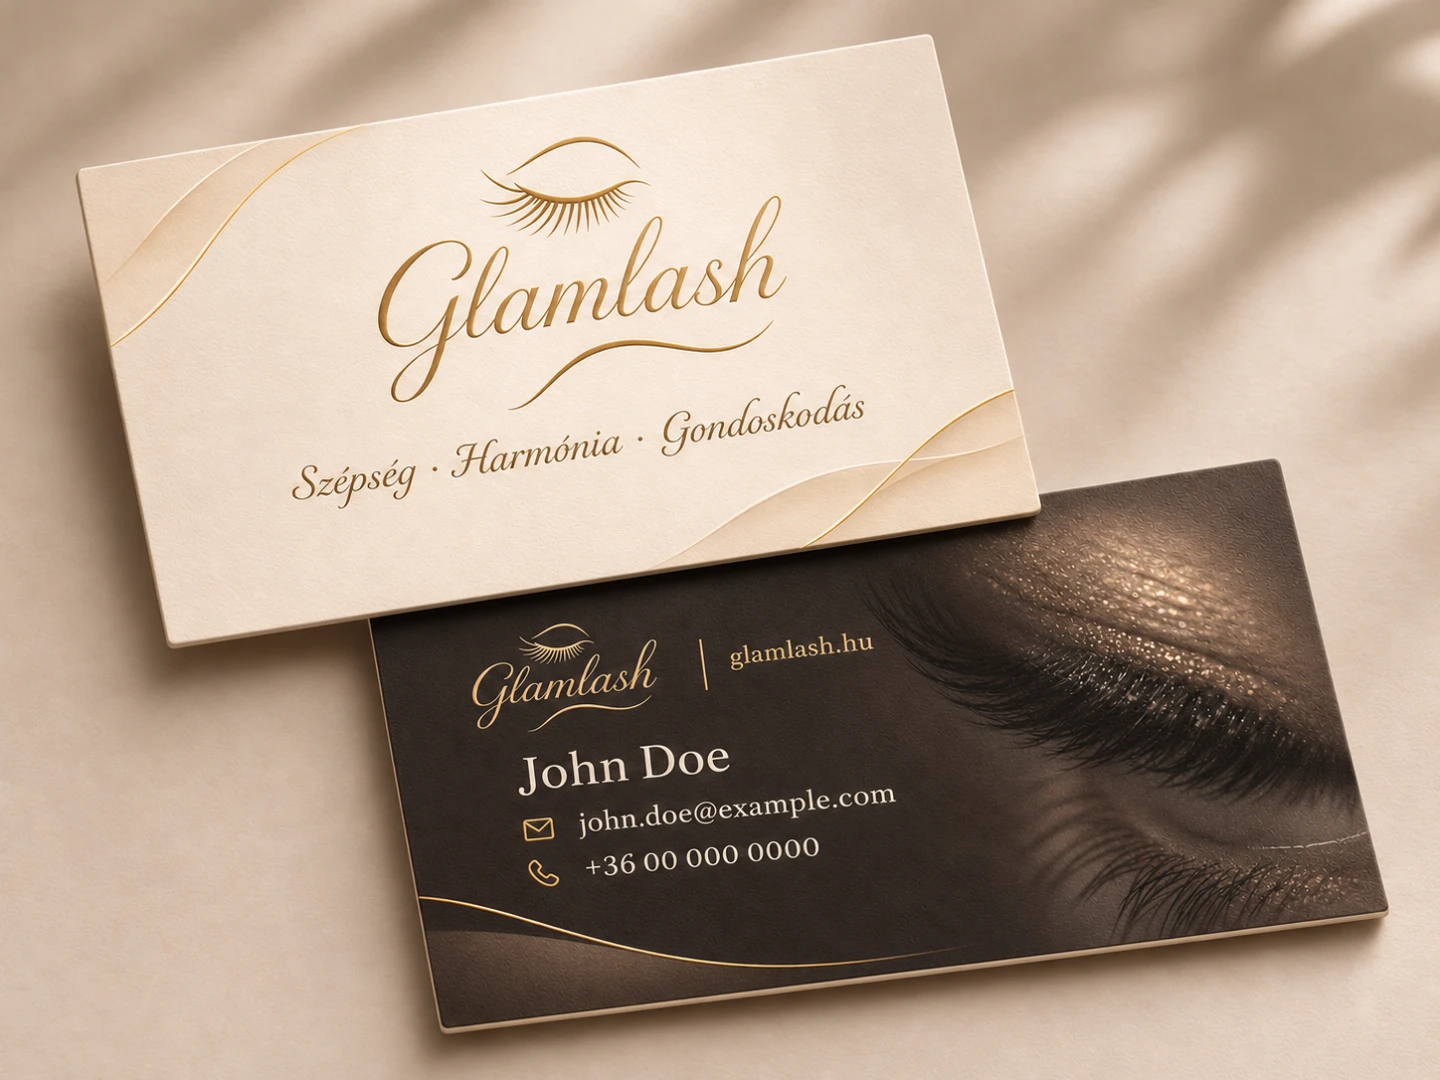 Glamlash
Szépség · Harmónia · Gondoskodás
Glamlash | glamlash.hu
John Doe
john.doe@example.com
+36 00 000 0000